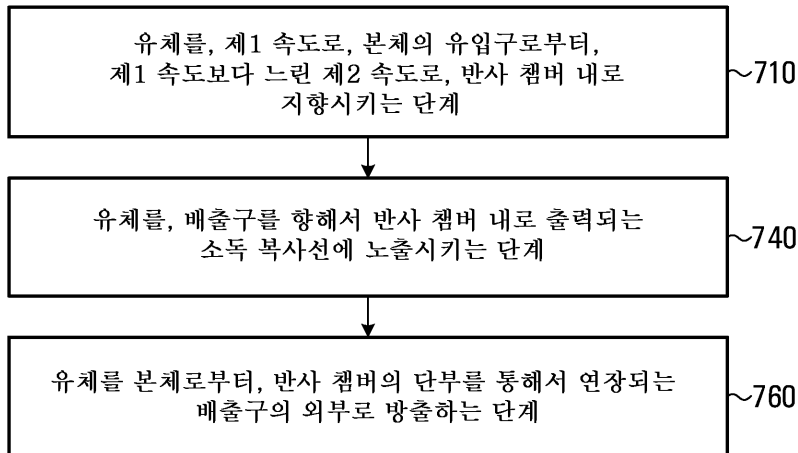 유체를, 제1 속도로, 본체의 유입구로부터,
제1 속도보다 느린 제2 속도로, 반사 챔버 내로
지향시키는 단계
710
유체를, 배출구를 향해서 반사 챔버 내로 출력되는
소독 복사선에 노출시키는 단계
740
유체를 본체로부터, 반사 챔버의 단부를 통해서 연장되는
배출구의 외부로 방출하는 단계
760